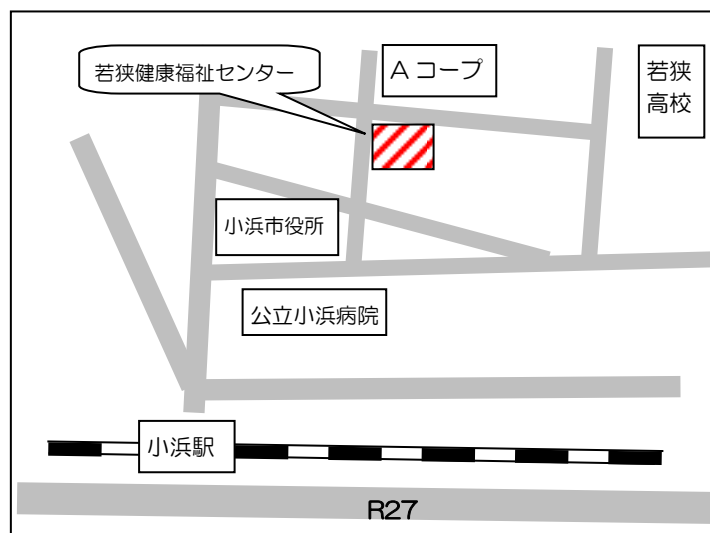 若狭健康福祉センター
A コープ
若狭
高校
小浜市役所
公立小浜病院
小浜駅
R27